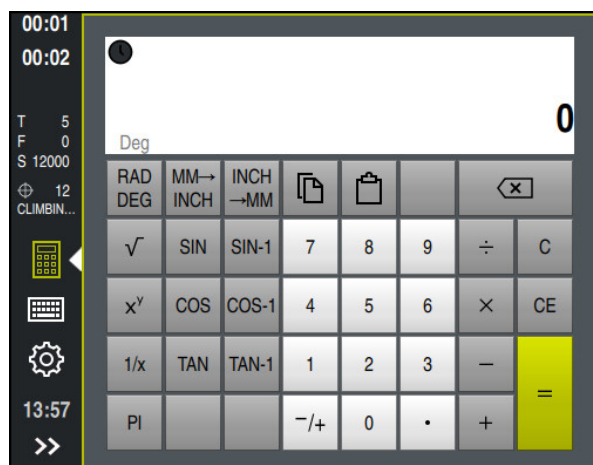 00:01
00:02
T 5
F 0
S 12000
12
CLIMBIN...
13:57
>>
0
Deg
RAD DEG
MM→ INCH
INCH →MM
√
SIN
SIN-1
7
8
9
÷
C
x^y
COS
COS-1
4
5
6
×
CE
1/x
TAN
TAN-1
1
2
3
−
=
PI
−/+
0
.
+